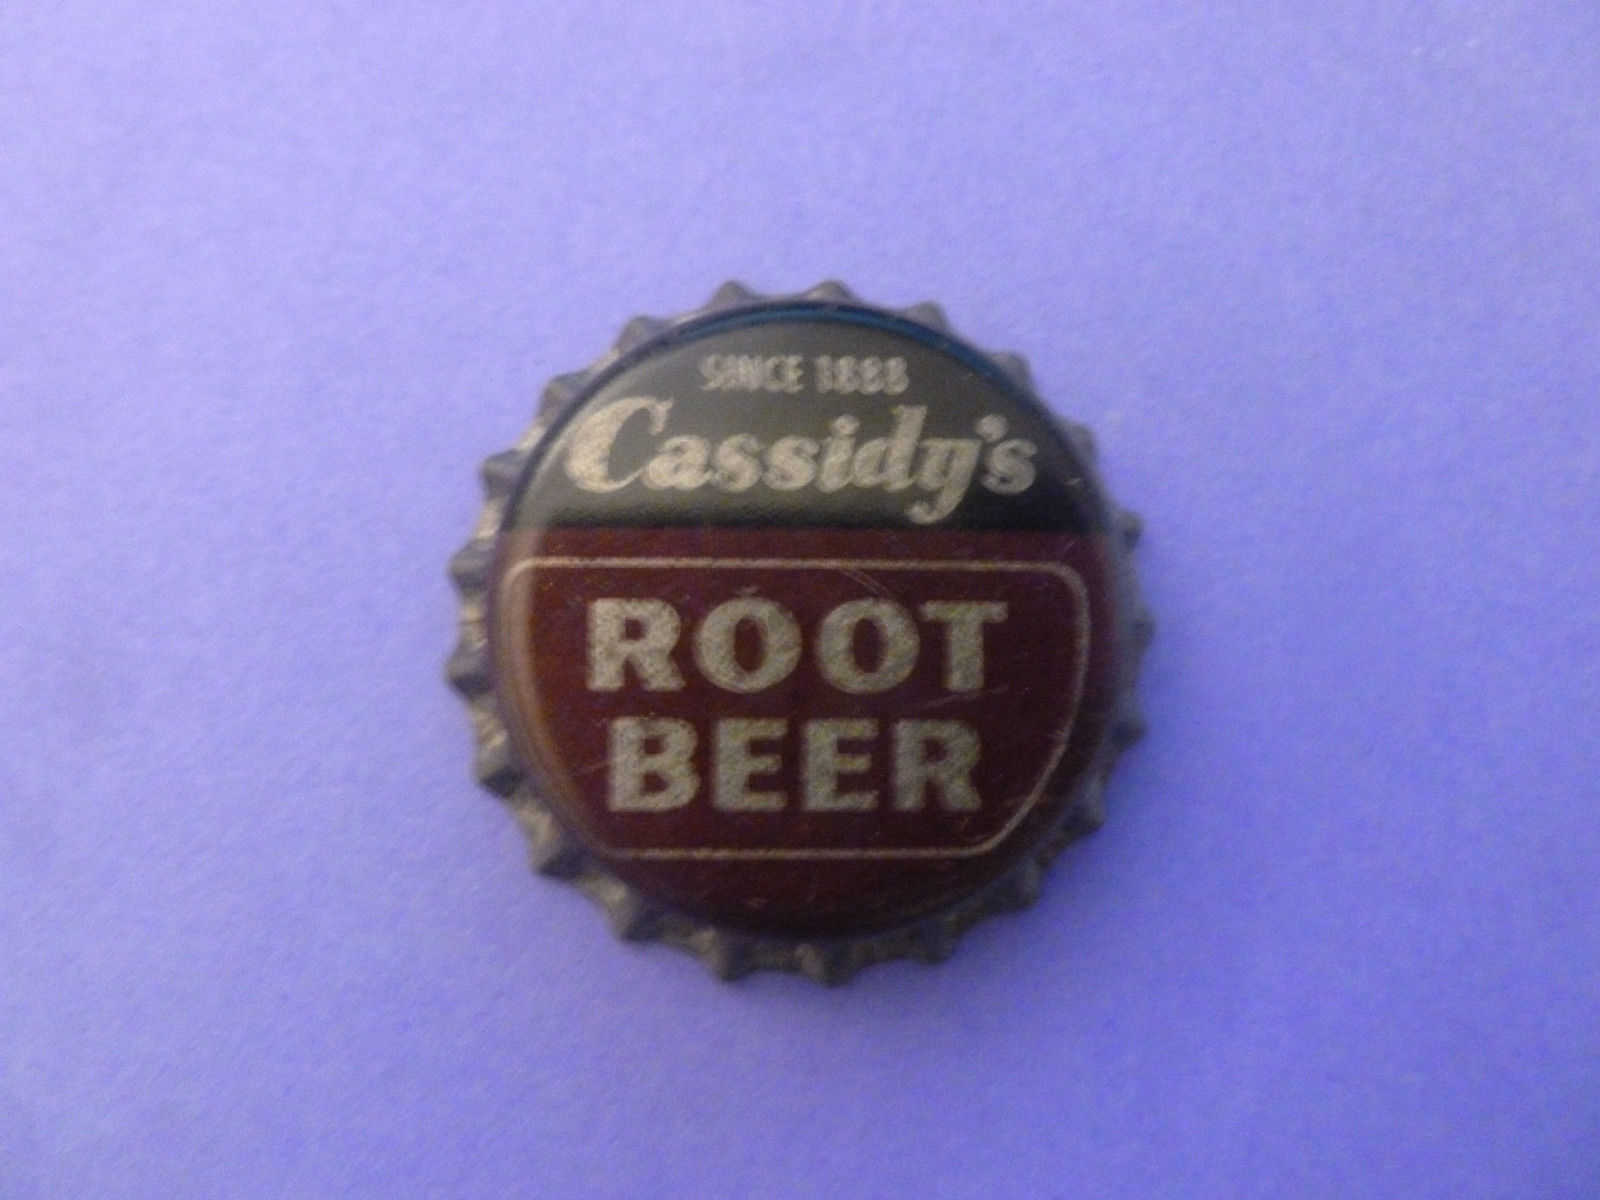 SINCE 1888
Cassidy's
ROOT
BEER